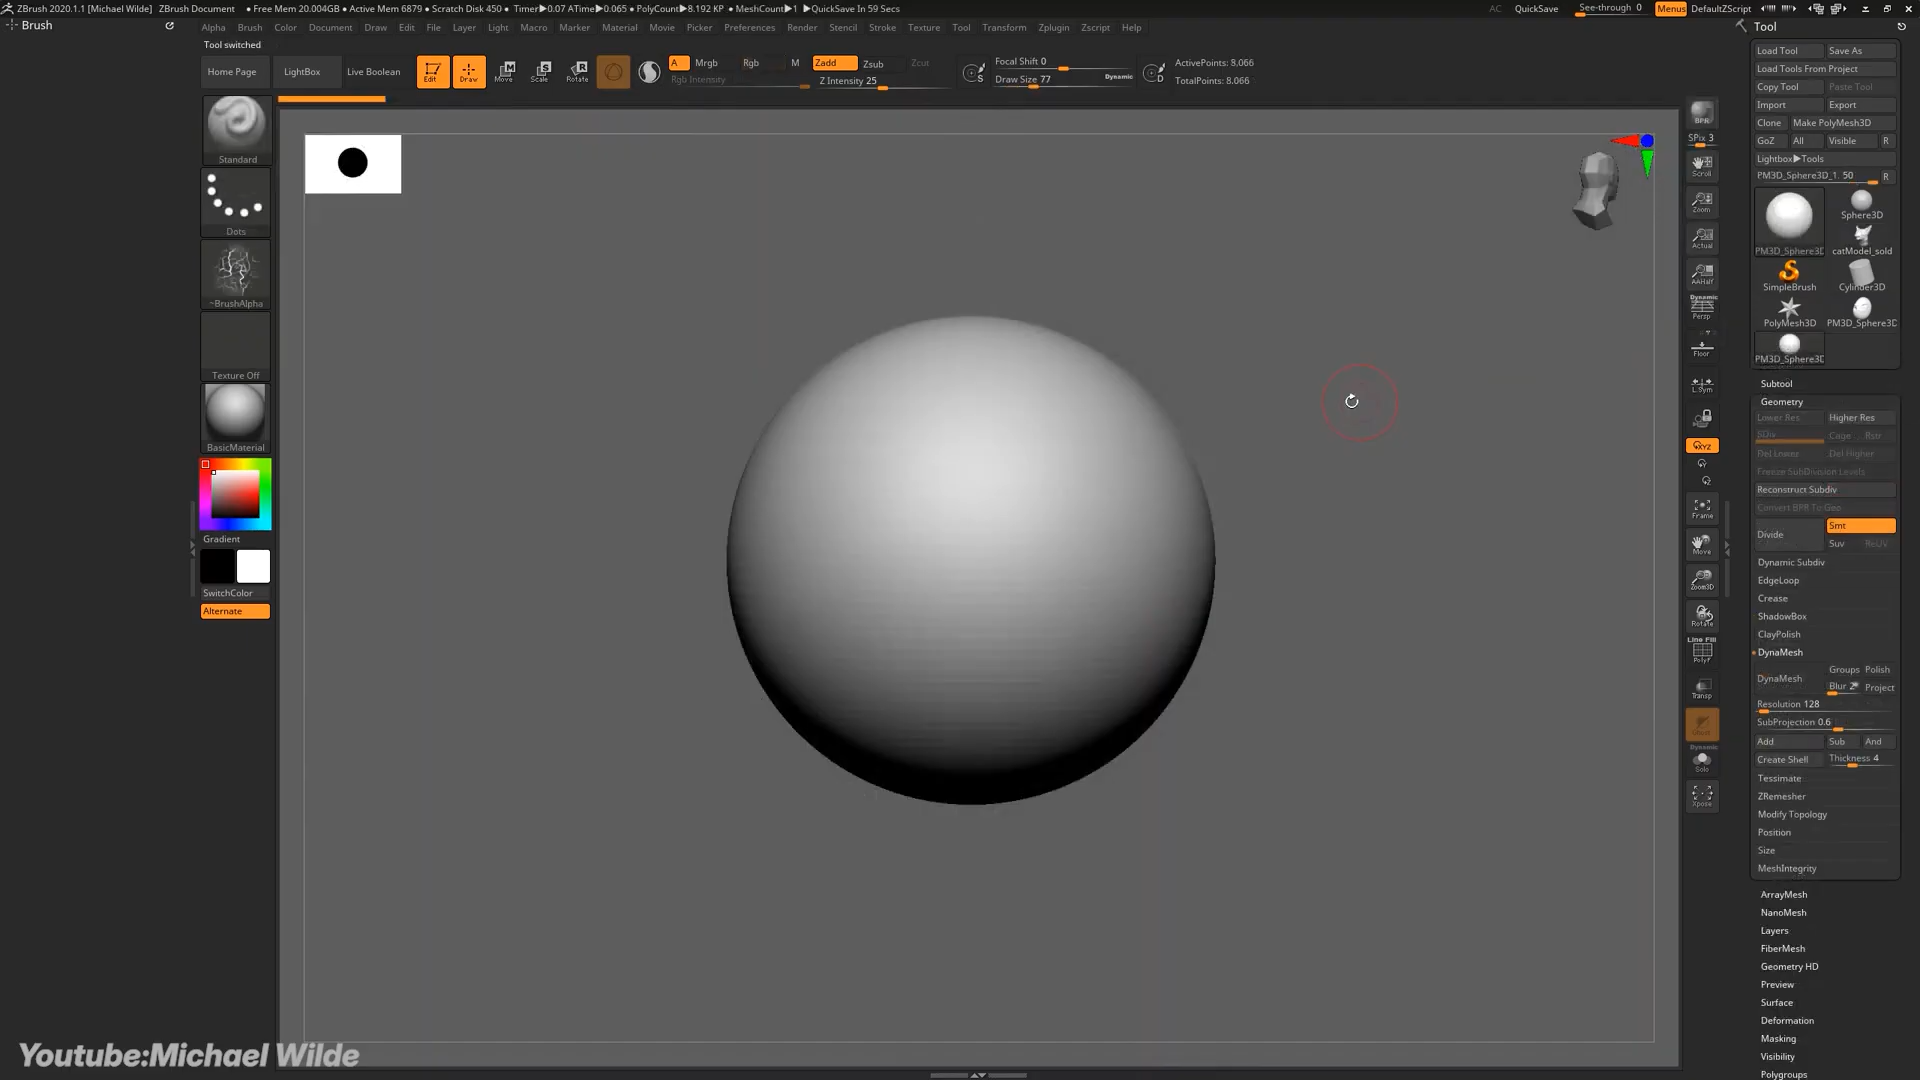 ZBrush 2020.1.1 [Michael Wilde]   ZBrush Document   • Free Mem 20.004GB • Active Mem 6879 • Scratch Disk 450 •  Timer▶0.07 ATime▶0.065 • PolyCount▶8.192 KP  • MeshCount▶1  ▶QuickSave In 59 Secs   AC   QuickSave   See-through 0   Menus   DefaultZScript
Brush
Alpha Brush Color Document Draw Edit File Layer Light Macro Marker Material Movie Picker Preferences Render Stencil Stroke Texture Tool Transform Zplugin Zscript Help
Tool switched
Home Page
LightBox
Live Boolean
Edit
Draw
Move
Scale
Rotate
A
Mrgb
Rgb
M
Rgb Intensity
Zadd
Zsub
Zcut
Z Intensity 25
S
Focal Shift 0
Draw Size 77
Dynamic
D
ActivePoints: 8,066
TotalPoints: 8,066
Standard
Dots
~BrushAlpha
Texture Off
BasicMaterial
Gradient
SwitchColor
Alternate
BPR
SPix 3
Scroll
Zoom
Actual
AAHalf
Dynamic
Persp
Floor
L.Sym
XYZ
Frame
Move
Zoom3D
Rotate
Line Fill
PolyF
Transp
Ghost
Dynamic
Solo
Xpose
Tool
Load Tool
Save As
Load Tools From Project
Copy Tool
Paste Tool
Import
Export
Clone
Make PolyMesh3D
GoZ
All
Visible
R
Lightbox▶Tools
PM3D_Sphere3D_1. 50
R
PM3D_Sphere3D
Sphere3D
catModel_sold
SimpleBrush
Cylinder3D
PolyMesh3D
PM3D_Sphere3D
PM3D_Sphere3D
Subtool
Geometry
Lower Res
Higher Res
SDiv
Cage
Rstr
Del Lower
Del Higher
Freeze SubDivision Levels
Reconstruct Subdiv
Convert BPR To Geo
Divide
Smt
Suv
ReUV
Dynamic Subdiv
EdgeLoop
Crease
ShadowBox
ClayPolish
DynaMesh
DynaMesh
Groups
Polish
Blur 2
Project
Resolution 128
SubProjection 0.6
Add
Sub
And
Create Shell
Thickness 4
Tessimate
ZRemesher
Modify Topology
Position
Size
MeshIntegrity
ArrayMesh
NanoMesh
Layers
FiberMesh
Geometry HD
Preview
Surface
Deformation
Masking
Visibility
Polygroups
Youtube:Michael Wilde